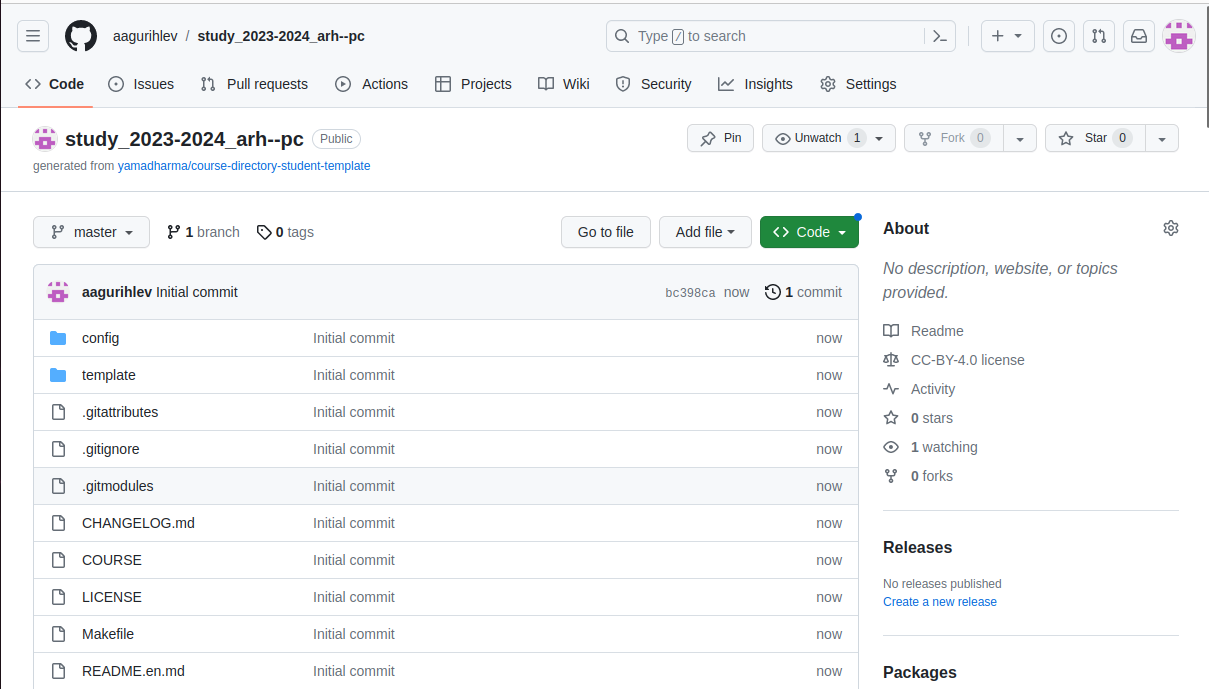 aagurihlev / study_2023-2024_arh--pc Type / to search
Code Issues Pull requests Actions Projects Wiki Security Insights Settings
study_2023-2024_arh--pc Public Pin Unwatch 1 Fork 0 Star 0
generated from yamadharma/course-directory-student-template
master 1 branch 0 tags Go to file Add file Code
aagurihlev Initial commit bc398ca now 1 commit
config Initial commit now
template Initial commit now
.gitattributes Initial commit now
.gitignore Initial commit now
.gitmodules Initial commit now
CHANGELOG.md Initial commit now
COURSE Initial commit now
LICENSE Initial commit now
Makefile Initial commit now
README.en.md Initial commit now
About
No description, website, or topics
provided.
Readme
CC-BY-4.0 license
Activity
0 stars
1 watching
0 forks
Releases
No releases published
Create a new release
Packages